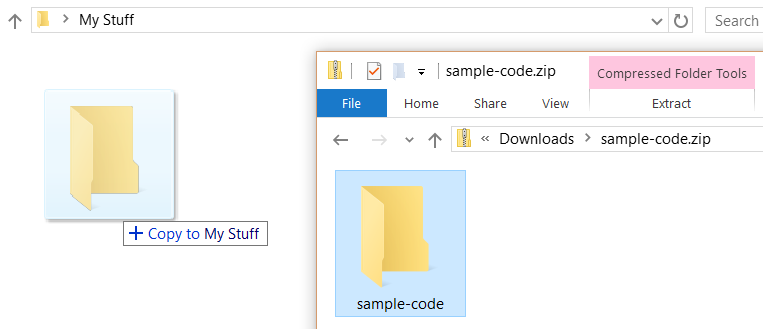 My Stuff
Search
sample-code.zip
Compressed Folder Tools
File
Home
Share
View
Extract
Downloads
sample-code.zip
Copy to My Stuff
sample-code